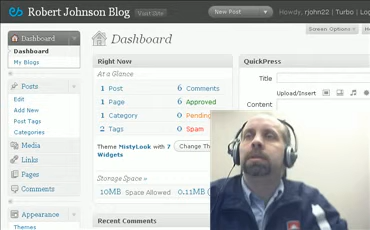 Robert Johnson Blog Visit Site
New Post
Howdy, rjohn22 | Turbo | Log
Screen Options
Dashboard
Dashboard
Dashboard
My Blogs
Posts
Edit
Add New
Post Tags
Categories
Media
Links
Pages
Comments
Appearance
Themes
Right Now
At a Glance
1 Post 6 Comments
1 Page 6 Approved
1 Category 0 Pending
2 Tags 0 Spam
Theme MistyLook with 7
Widgets
Change Th
Storage Space »
10MB Space Allowed 0.11MB (
Recent Comments
QuickPress
Title
Upload/Insert
Content